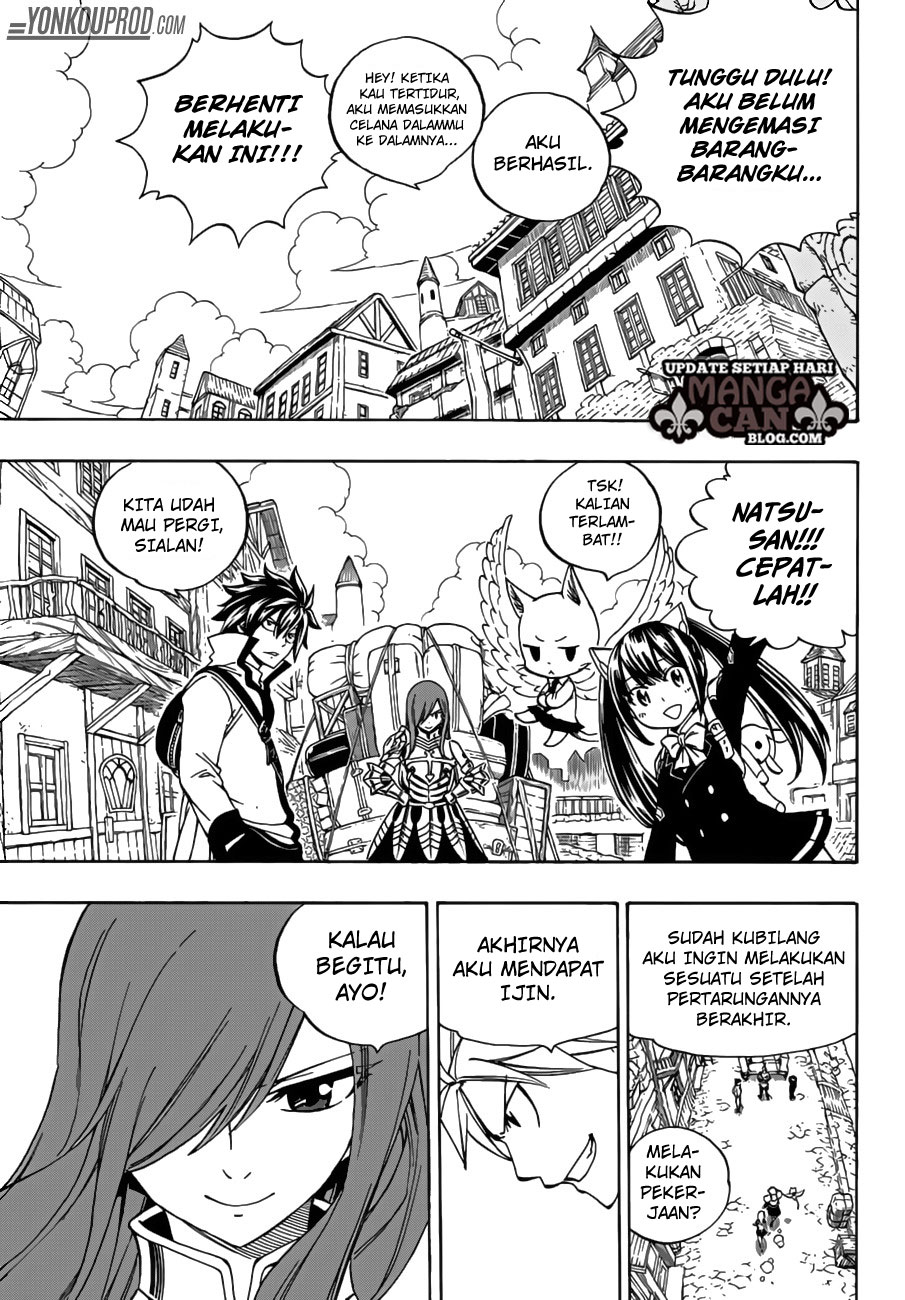 YONKOUPROD.COM
TUNGGU DULU!
AKU BELUM
MENGEMASI
BARANG-
BARANGKU...
AKU
BERHASIL.
HEY! KETIKA
KAU TERTIDUR,
AKU MEMASUKKAN
CELANA DALAMMU
KE DALAMNYA...
BERHENTI
MELAKU-
KAN INI!!!
UPDATE SETIAP HARI
MANGA
CAN
BLOG.COM
NATSU-
SAN!!!
CEPAT-
LAH!!
TSK!
KALIAN
TERLAM-
BAT!!
KITA UDAH
MAU PERGI,
SIALAN!
SUDAH KUBILANG
AKU INGIN MELAKUKAN
SESUATU SETELAH
PERTARUNGANNYA
BERAKHIR.
MELA-
KUKAN
PEKER-
JAAN?
AKHIRNYA
AKU MENDAPAT
IJIN.
KALAU
BEGITU,
AYO!